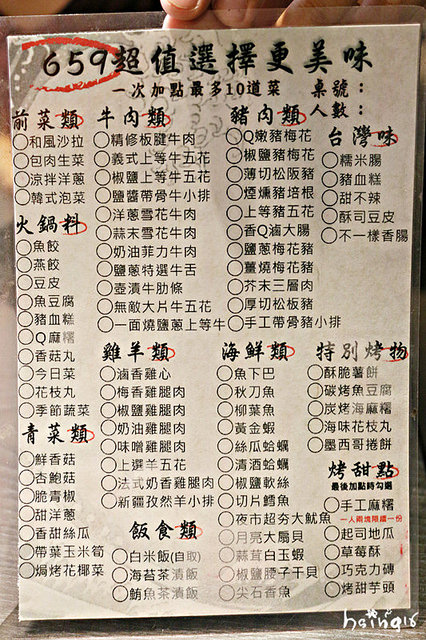 659超值選擇更美味
一次加點最多10道菜
桌號：
人數：
前菜類
和風沙拉
包肉生菜
涼拌洋蔥
韓式泡菜
火鍋料
魚餃
燕餃
豆皮
魚豆腐
豬血糕
Q麻糬
香菇丸
今日菜
花枝丸
季節蔬菜
青菜類
鮮香菇
杏鮑菇
脆青椒
甜洋蔥
香甜絲瓜
帶葉玉米筍
焗烤花椰菜
牛肉類
精修板腱牛肉
義式上等牛五花
椒鹽上等牛五花
鹽醬帶骨牛小排
洋蔥雪花牛肉
蒜末雪花牛肉
奶油菲力牛肉
鹽蔥特選牛舌
壺漬牛肋條
無敵大片牛五花
一面燒鹽蔥上等牛
雞羊類
滷香雞心
梅香雞腿肉
椒鹽雞腿肉
奶油雞腿肉
味噌雞腿肉
上選羊五花
法式奶香雞腿肉
新疆孜然羊小排
飯食類
白米飯(自取)
海苔茶漬飯
鮪魚茶漬飯
豬肉類
Q嫩豬梅花
椒鹽豬梅花
薄切松阪豬
煙燻豬培根
上等豬五花
香Q滷大腸
鹽蔥梅花豬
薑燒梅花豬
芥末三層肉
厚切松板豬
手工帶骨豬小排
海鮮類
魚下巴
秋刀魚
柳葉魚
黃金蝦
絲瓜蛤蠣
清酒蛤蠣
椒鹽軟絲
切片鱈魚
夜市超夯大魷魚
一人兩塊限續一份
月亮大扇貝
蒜茸白玉蝦
椒鹽腰子干貝
尖石香魚
台灣味
糯米腸
豬血糕
甜不辣
酥司豆皮
不一樣香腸
特別烤物
酥脆薯餅
碳烤魚豆腐
炭烤海麻糬
海味花枝丸
墨西哥捲餅
烤甜點
最後加點時勾選
手工麻糬
起司地瓜
草莓酥
巧克力磚
烤甜芋頭
hsing16